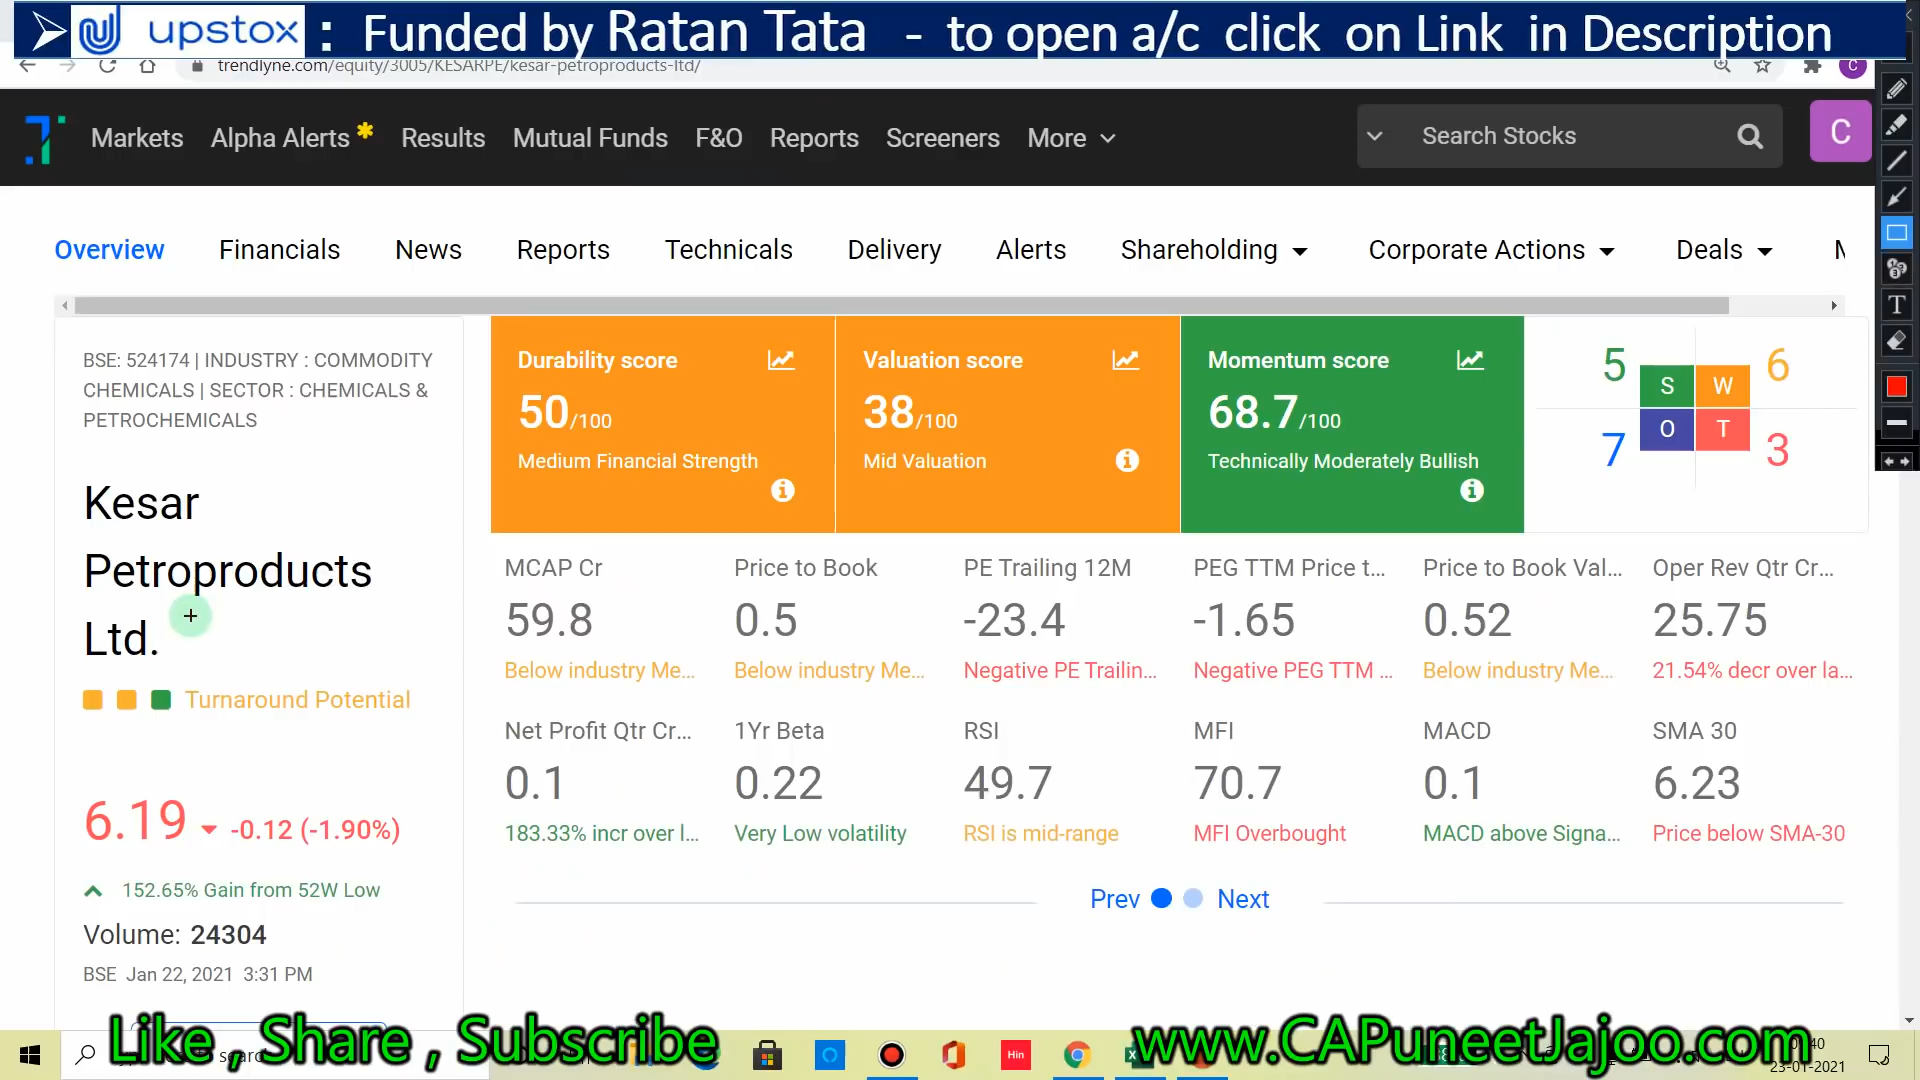 upstox : Funded by Ratan Tata - to open a/c click on Link in Description
trendlyne.com/equity/3005/KESARPE/kesar-petroproducts-ltd/
C
Markets Alpha Alerts * Results Mutual Funds F&O Reports Screeners More Search Stocks C
Overview Financials News Reports Technicals Delivery Alerts Shareholding Corporate Actions Deals
BSE: 524174 | INDUSTRY : COMMODITY
CHEMICALS | SECTOR : CHEMICALS &
PETROCHEMICALS
Kesar
Petroproducts
Ltd.
Turnaround Potential
6.19 -0.12 (-1.90%)
152.65% Gain from 52W Low
Volume: 24304
BSE Jan 22, 2021 3:31 PM
Durability score
50/100
Medium Financial Strength
Valuation score
38/100
Mid Valuation
Momentum score
68.7/100
Technically Moderately Bullish
5 S W 6
7 O T 3
MCAP Cr
59.8
Below industry Me...
Price to Book
0.5
Below industry Me...
PE Trailing 12M
-23.4
Negative PE Trailin...
PEG TTM Price t...
-1.65
Negative PEG TTM ...
Price to Book Val...
0.52
Below industry Me...
Oper Rev Qtr Cr...
25.75
21.54% decr over la...
Net Profit Qtr Cr...
0.1
183.33% incr over l...
1Yr Beta
0.22
Very Low volatility
RSI
49.7
RSI is mid-range
MFI
70.7
MFI Overbought
MACD
0.1
MACD above Signa...
SMA 30
6.23
Price below SMA-30
Prev Next
Like , Share , Subscribe www.CAPuneetJajoo.com
Hin
23-01-2021